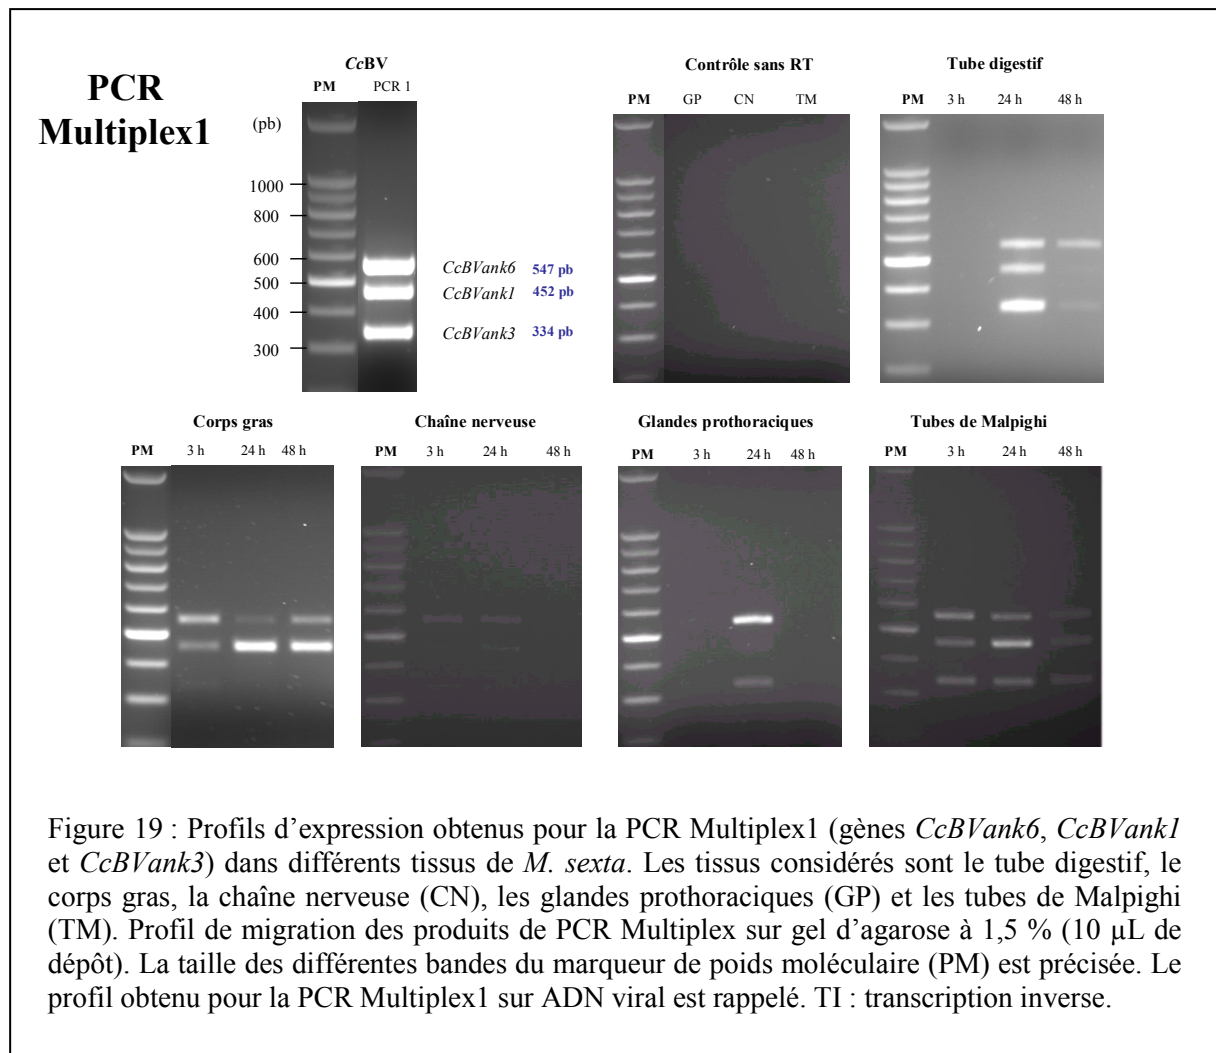 PCR
Multiplex1
CcBV
PM PCR 1
(pb)
1000
800
600
500
400
300
CcBVank6 547 pb
CcBVank1 452 pb
CcBVank3 334 pb
Contrôle sans RT
PM GP CN TM
Tube digestif
PM 3 h 24 h 48 h
Corps gras
PM 3 h 24 h 48 h
Chaîne nerveuse
PM 3 h 24 h 48 h
Glandes prothoraciques
PM 3 h 24 h 48 h
Tubes de Malpighi
PM 3 h 24 h 48 h
Figure 19 : Profils d’expression obtenus pour la PCR Multiplex1 (gènes CcBVank6, CcBVank1
et CcBVank3) dans différents tissus de M. sexta. Les tissus considérés sont le tube digestif, le
corps gras, la chaîne nerveuse (CN), les glandes prothoraciques (GP) et les tubes de Malpighi
(TM). Profil de migration des produits de PCR Multiplex sur gel d’agarose à 1,5 % (10 µL de
dépôt). La taille des différentes bandes du marqueur de poids moléculaire (PM) est précisée. Le
profil obtenu pour la PCR Multiplex1 sur ADN viral est rappelé. TI : transcription inverse.